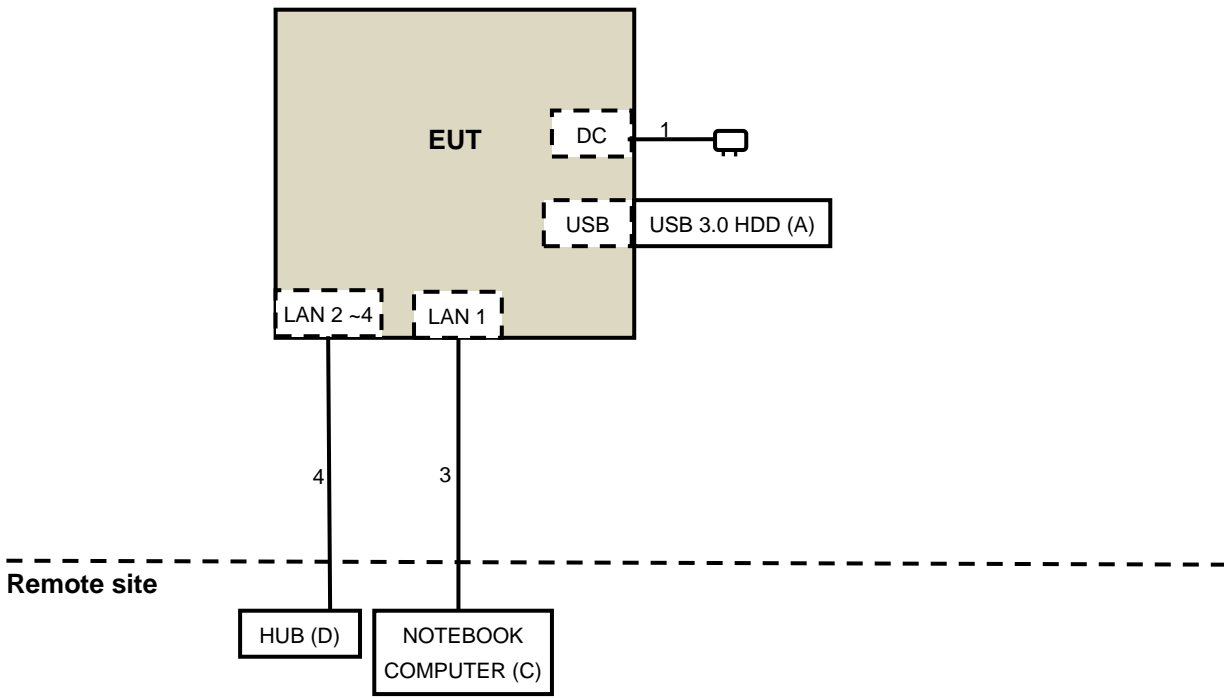 EUT
DC
1
USB
USB 3.0 HDD (A)
LAN 2 ~4
LAN 1
4
3
Remote site
HUB (D)
NOTEBOOK
COMPUTER (C)